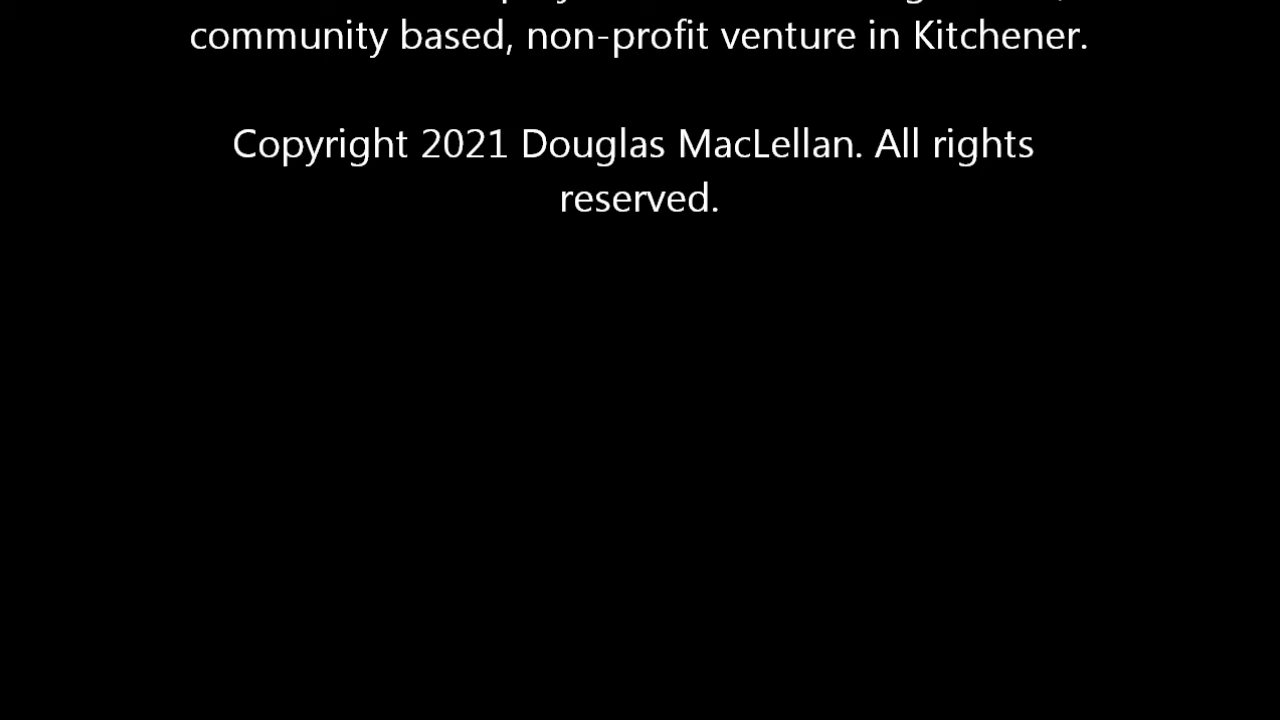 community based, non-profit venture in Kitchener.
Copyright 2021 Douglas MacLellan. All rights
reserved.